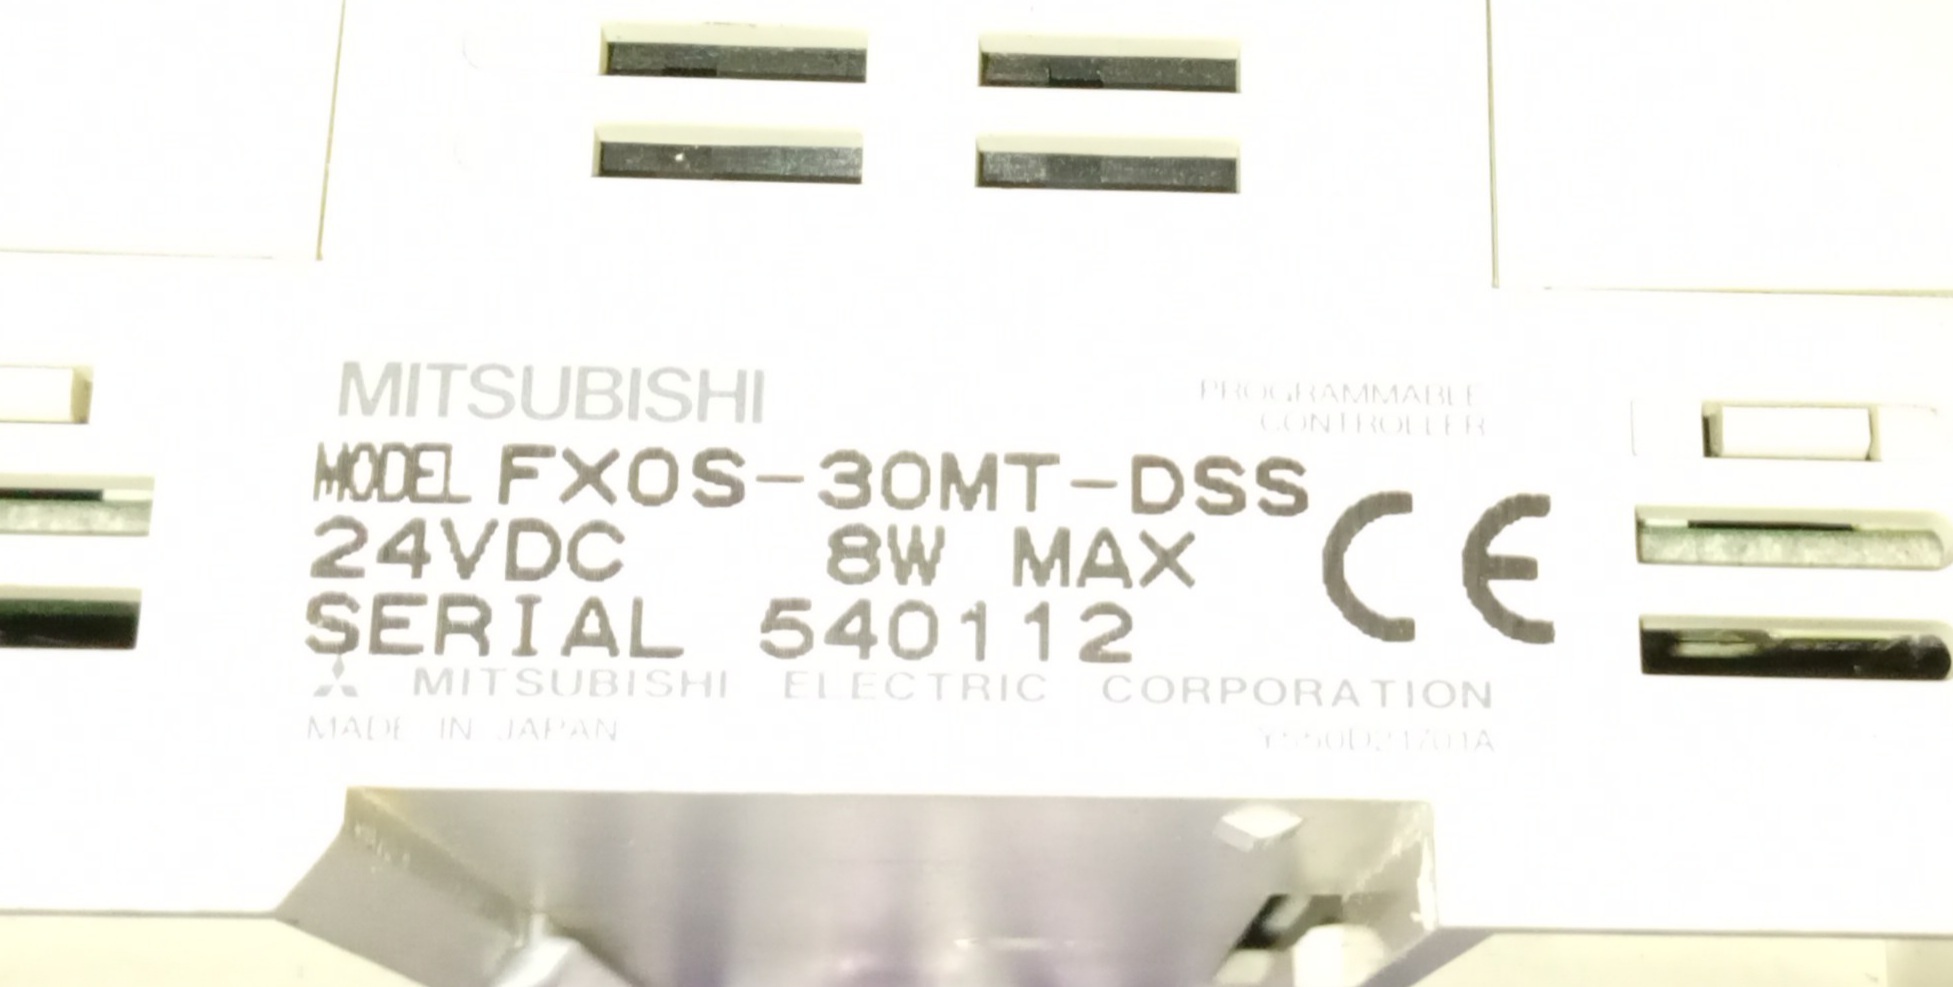 MITSUBISHI
PROGRAMMABLE
CONTROLLER
MODEL FX0S-30MT-DSS
24VDC 8W MAX
SERIAL 540112
CE
MITSUBISHI ELECTRIC CORPORATION
MADE IN JAPAN